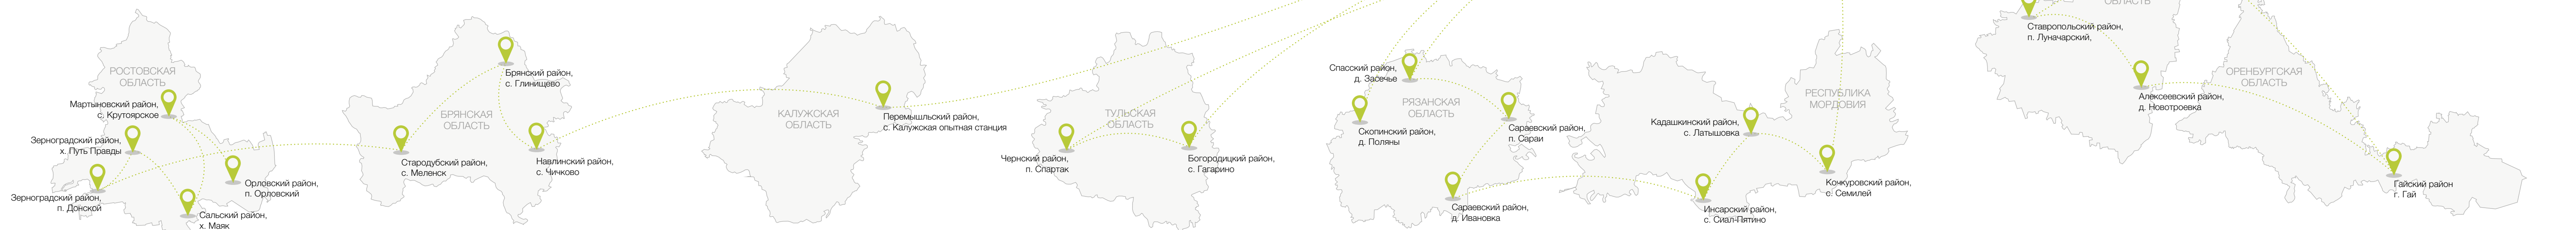 РОСТОВСКАЯ
ОБЛАСТЬ
Мартыновский район,
с. Крутоярское
Зерноградский район,
х. Путь Правды
Зерноградский район,
п. Донской
Орловский район,
п. Орловский
Сальский район,
х. Маяк
Брянский район,
с. Глинищево
БРЯНСКАЯ
ОБЛАСТЬ
Стародубский район,
с. Меленск
Навлинский район,
с. Чичково
КАЛУЖСКАЯ
ОБЛАСТЬ
Перемышльский район,
с. Калужская опытная станция
ТУЛЬСКАЯ
ОБЛАСТЬ
Чернский район,
п. Спартак
Богородицкий район,
с. Гагарино
Спасский район,
д. Засечье
РЯЗАНСКАЯ
ОБЛАСТЬ
Скопинский район,
д. Поляны
Сараевский район,
п. Сараи
Сараевский район,
д. Ивановка
РЕСПУБЛИКА
МОРДОВИЯ
Кадашкинский район,
с. Латышовка
Инсарский район,
с. Сиал-Пятино
Кочкуровский район,
с. Семилей
ОБЛАСТЬ
Ставропольский район,
п. Луначарский,
Алексеевский район,
д. Новотроевка
ОРЕНБУРГСКАЯ
ОБЛАСТЬ
Гайский район
г. Гай